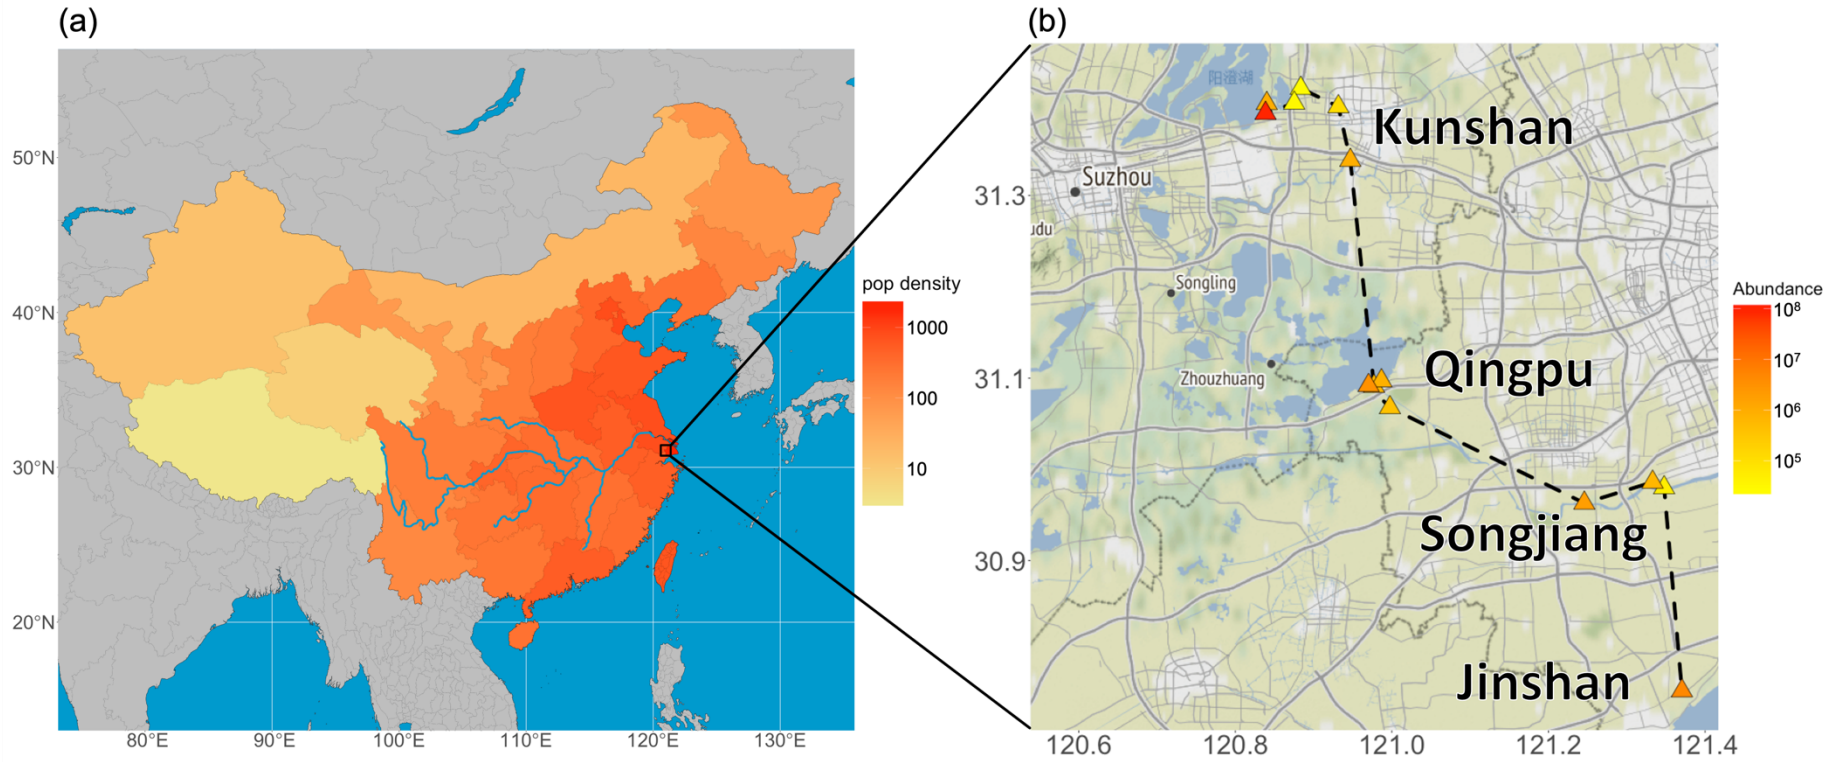 (a)
(b)
50°N
40°N
30°N
20°N
80°E
90°E
100°E
110°E
120°E
130°E
pop density
1000
100
10
31.3
31.1
30.9
120.6
120.8
121.0
121.2
121.4
阳澄湖
Kunshan
Suzhou
udu
Songling
Zhouzhuang
Qingpu
Songjiang
Jinshan
Abundance
10⁸
10⁷
10⁶
10⁵